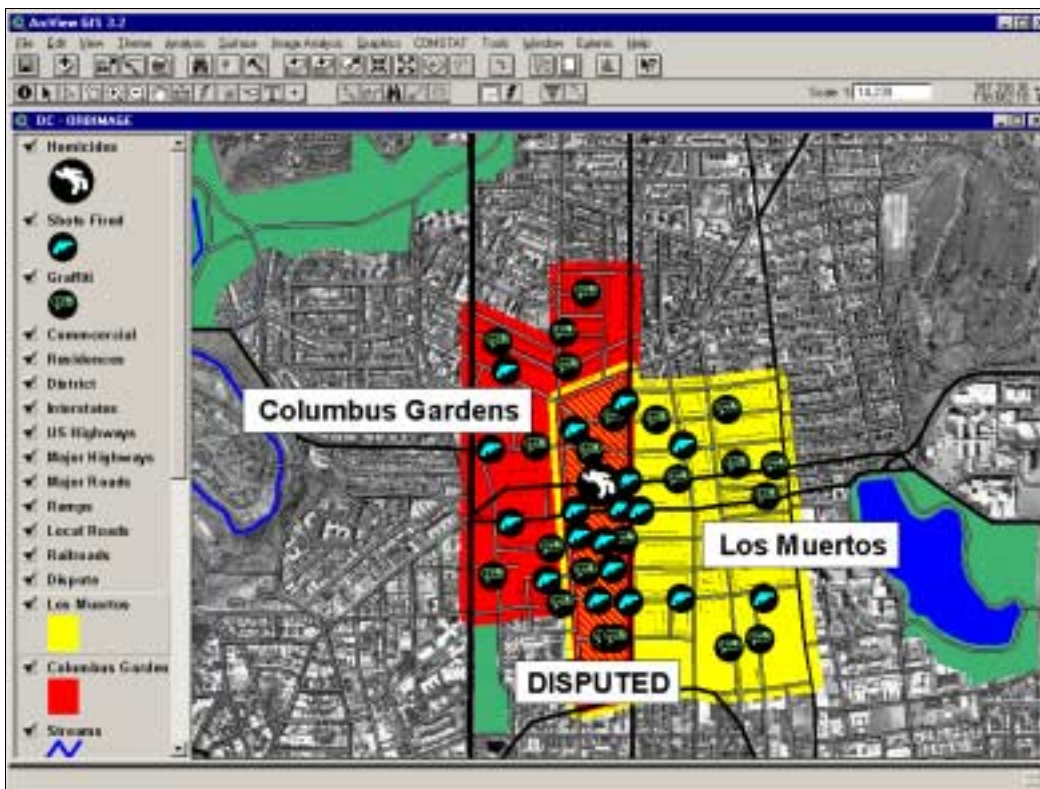 ArcView GIS 3.2
File Edit View Theme Analysis Surface Image Analysis Graphics COMSTAT Tools Window Extents Help
Scale 1:
DC - ORBIMAGE
Homicides
Shots Fired
Graffiti
Commercial
Residences
District
Interstates
US Highways
Major Highways
Major Roads
Ramps
Local Roads
Railroads
Dispute
Los Muertos
Columbus Garden
Streams
Columbus Gardens
Los Muertos
DISPUTED